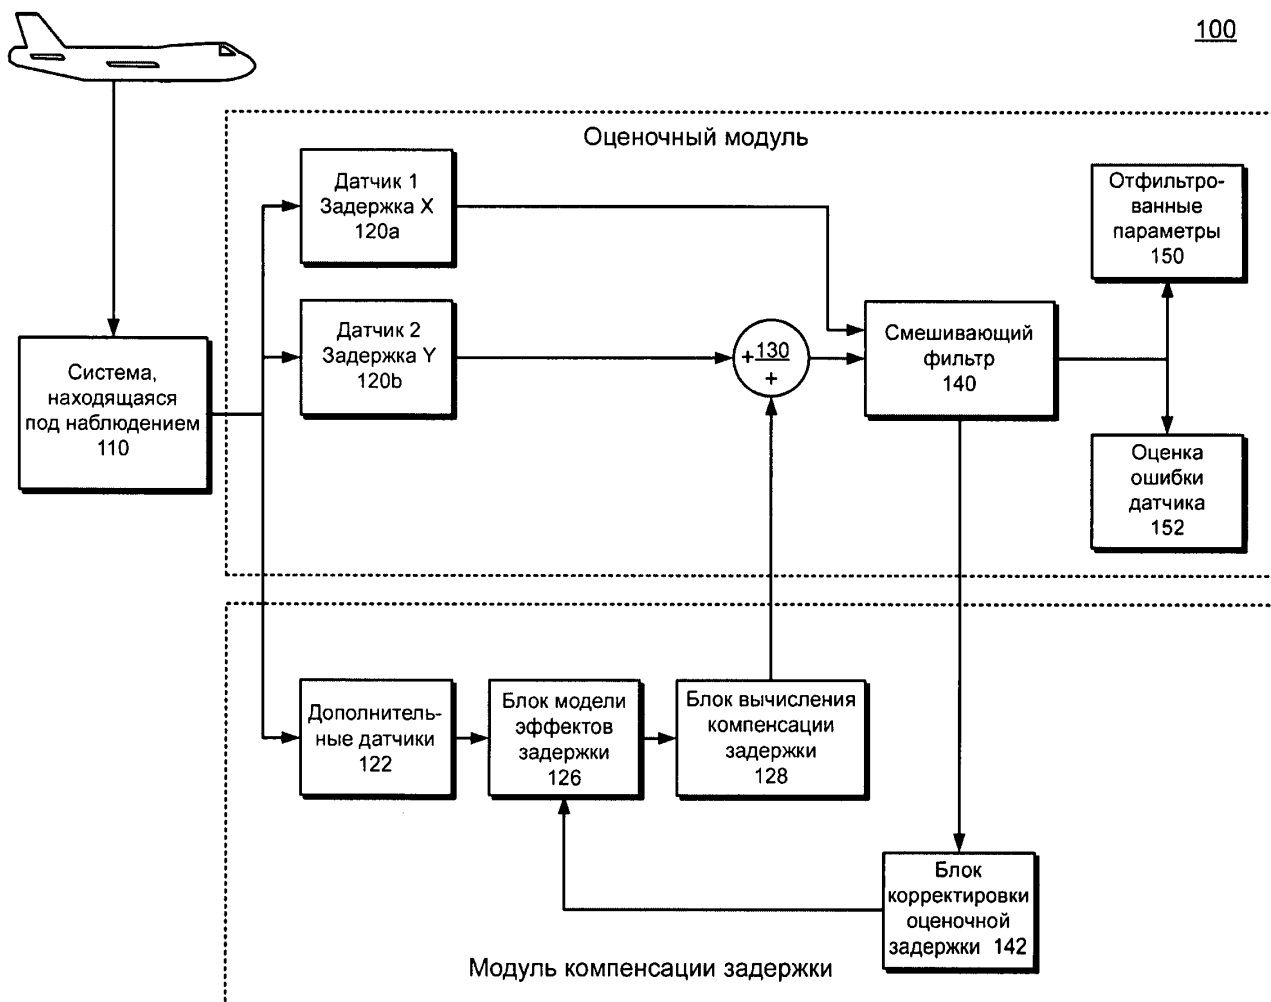 100
Оценочный модуль
Датчик 1
Задержка X
120a
Датчик 2
Задержка Y
120b
Система,
находящаяся
под наблюдением
110
+ 130
+
Смешивающий
фильтр
140
Отфильтро-
ванные
параметры
150
Оценка
ошибки
датчика
152
Дополнитель-
ные датчики
122
Блок модели
эффектов
задержки
126
Блок вычисления
компенсации
задержки
128
Блок
корректировки
оценочной
задержки 142
Модуль компенсации задержки